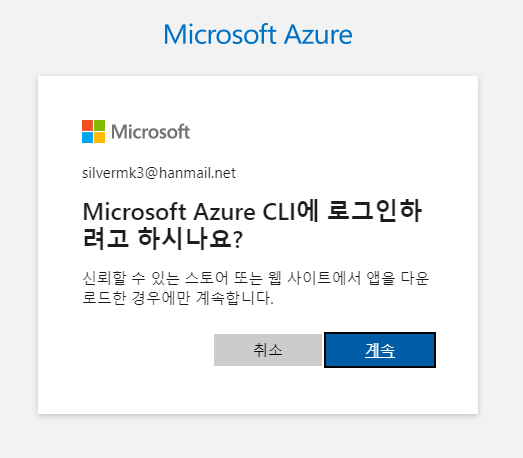 Microsoft Azure
Microsoft
silvermk3@hanmail.net
Microsoft Azure CLI에 로그인하
려고 하시나요?
신뢰할 수 있는 스토어 또는 웹 사이트에서 앱을 다운
로드한 경우에만 계속합니다.
취소
계속